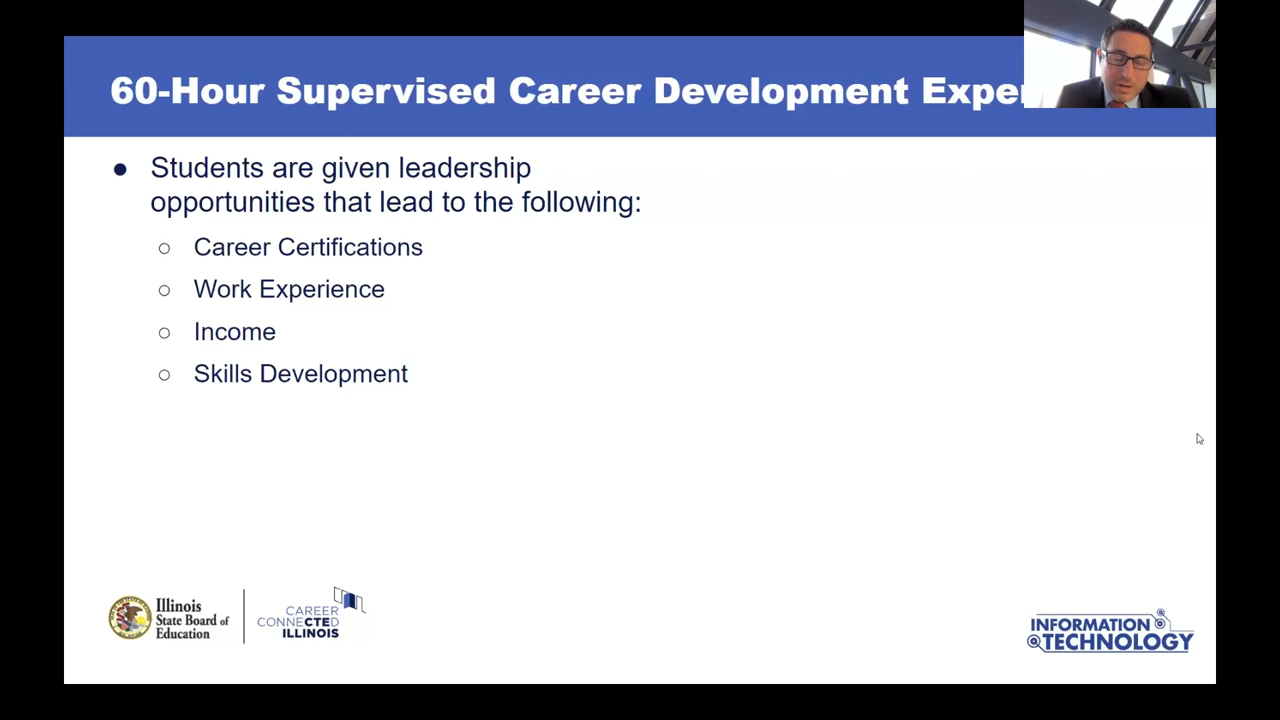 60-Hour Supervised Career Development
● Students are given leadership
opportunities that lead to the following:
○ Career Certifications
○ Work Experience
○ Income
○ Skills Development
Illinois
State Board of
Education
CAREER
CONNECTED
ILLINOIS
INFORMATION
TECHNOLOGY